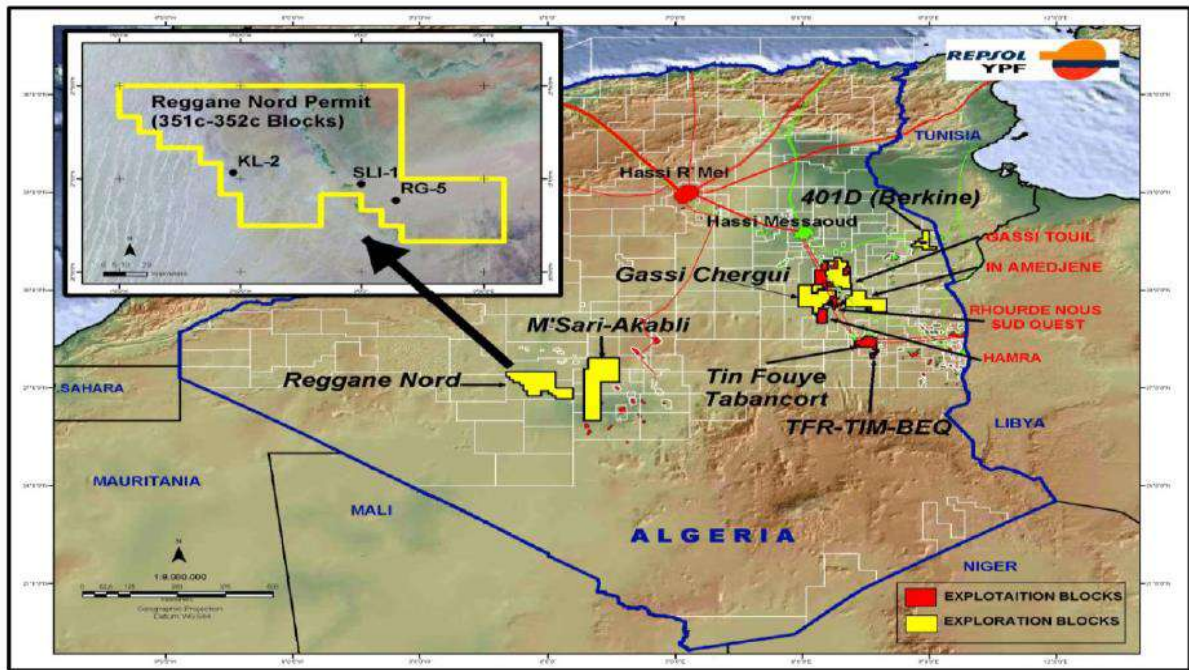 Reggane Nord Permit
(351c-352c Blocks)
KL-2
SLI-1
RG-5
N
REPSOL
YPF
TUNISIA
Hassi R' Mel
401D (Berkine)
Hassi Messaoud
GASSI TOUIL
Gassi Chergui
IN AMEDJENE
RHOURDE NOUS
SUD OUEST
M'Sari-Akabli
HAMRA
Reggane Nord
Tin Fouye
Tabancort
.SAHARA
TFR-TIM-BEQ
LIBYA
MAURITANIA
MALI
ALGERIA
NIGER
N
1:9.000.000
Geographic Projection
EXPLOTAITION BLOCKS
EXPLORATION BLOCKS